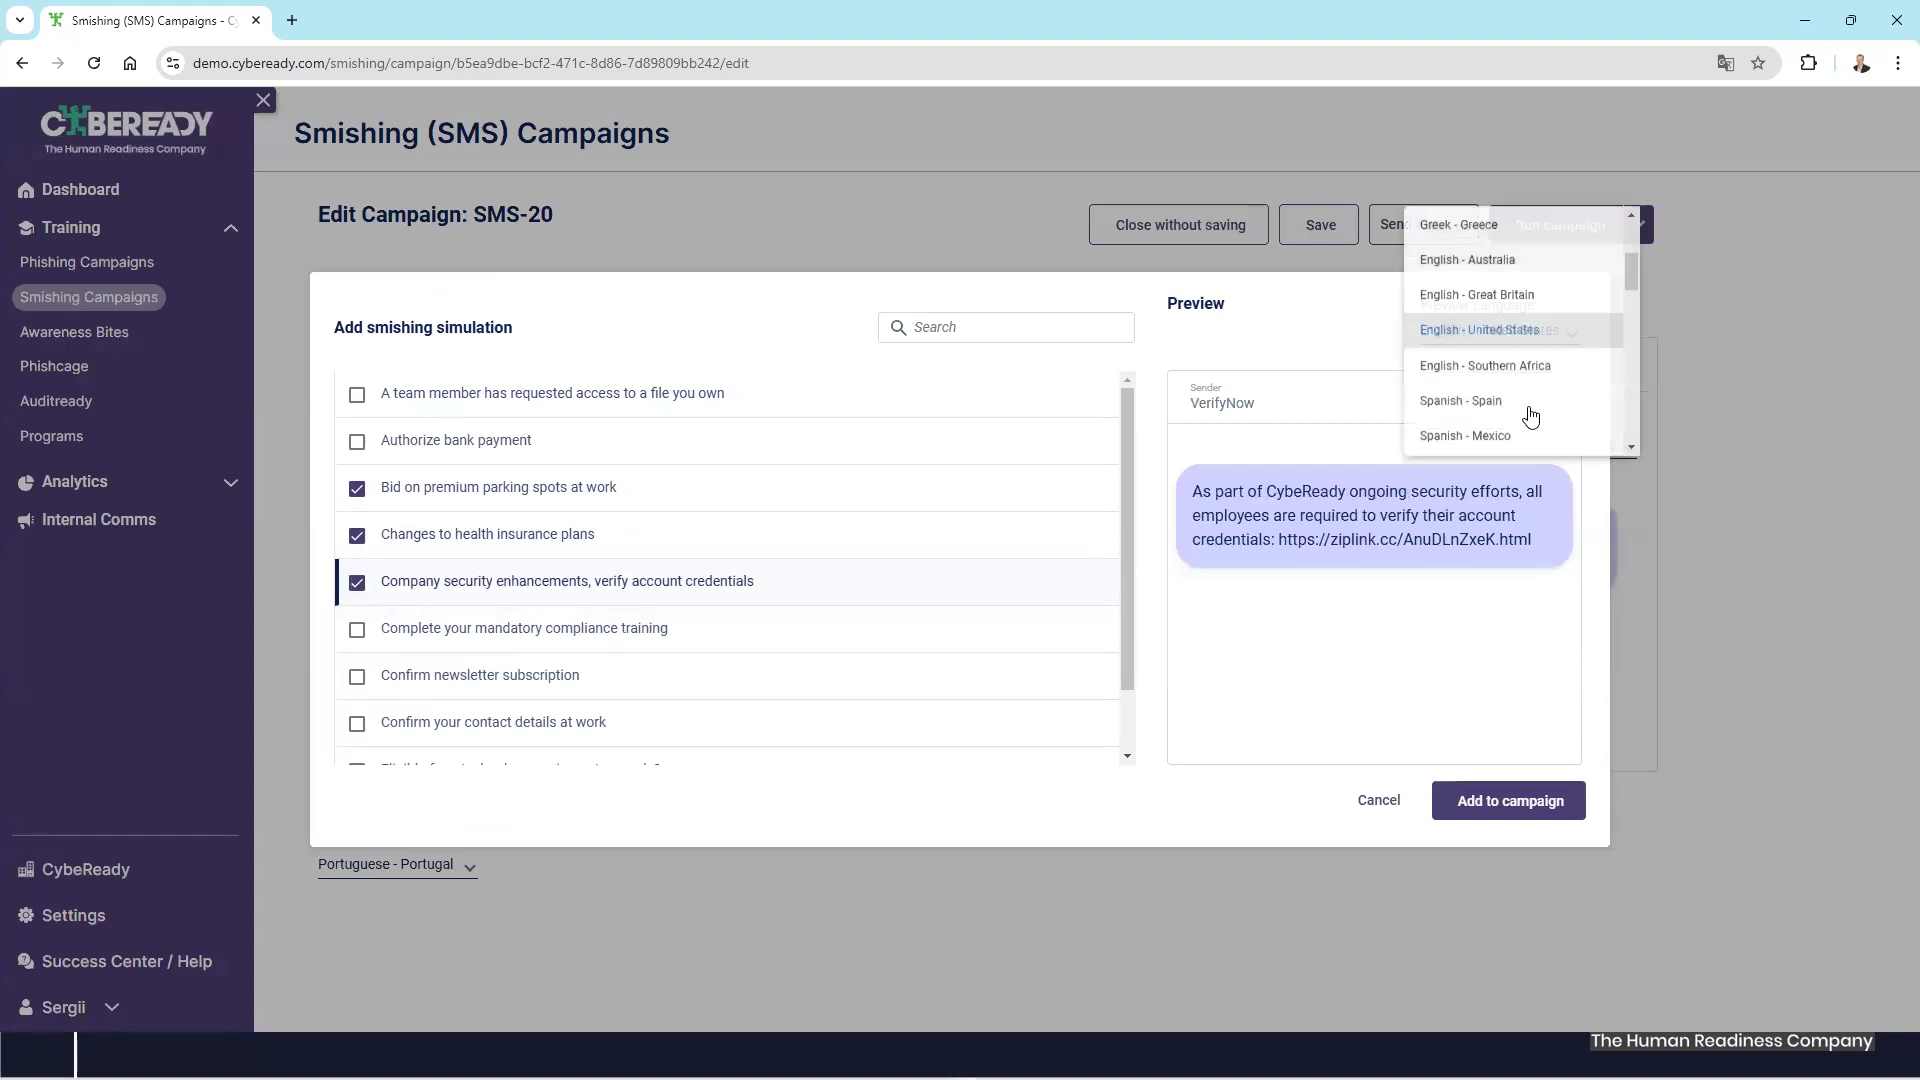 Smishing (SMS) Campaigns - C
demo.cybeready.com/smishing/campaign/b5ea9dbe-bcf2-471c-8d86-7d89809bb242/edit
CYBEREADY
The Human Readiness Company
Dashboard
Training
Phishing Campaigns
Smishing Campaigns
Awareness Bites
Phishcage
Auditready
Programs
Analytics
Internal Comms
CybeReady
Settings
Success Center / Help
Sergii
Smishing (SMS) Campaigns
Edit Campaign: SMS-20
Close without saving
Save
Send
Run campaign
Add smishing simulation
Search
A team member has requested access to a file you own
Authorize bank payment
Bid on premium parking spots at work
Changes to health insurance plans
Company security enhancements, verify account credentials
Complete your mandatory compliance training
Confirm newsletter subscription
Confirm your contact details at work
Preview
Preview Language
Greek - Greece
English - Australia
English - Great Britain
English - United States
English - Southern Africa
Spanish - Spain
Spanish - Mexico
Sender
VerifyNow
As part of CybeReady ongoing security efforts, all
employees are required to verify their account
credentials: https://ziplink.cc/AnuDLnZxeK.html
Cancel
Add to campaign
Portuguese - Portugal
The Human Readiness Company